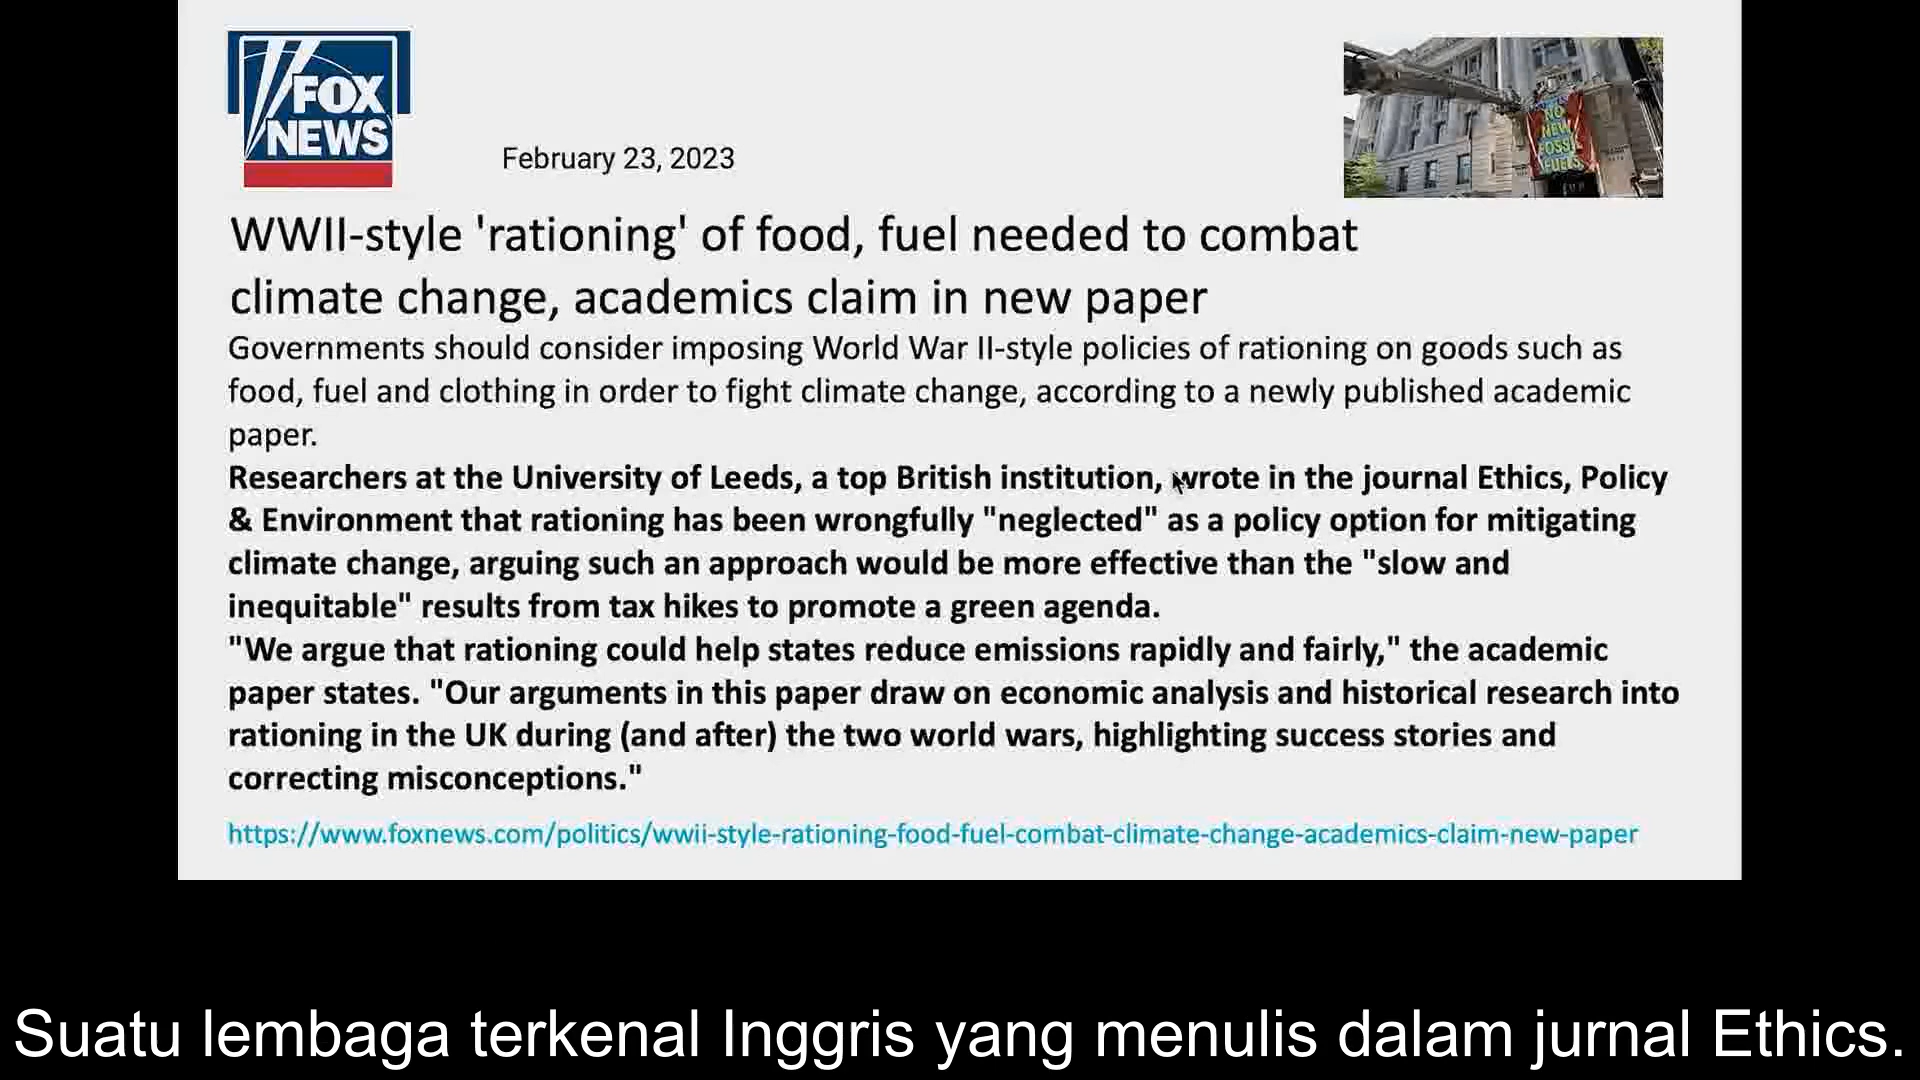 FOX
NEWS
February 23, 2023
NO
NEW
FOSSIL
FUELS
WWII-style 'rationing' of food, fuel needed to combat
climate change, academics claim in new paper
Governments should consider imposing World War II-style policies of rationing on goods such as
food, fuel and clothing in order to fight climate change, according to a newly published academic
paper.
Researchers at the University of Leeds, a top British institution, wrote in the journal Ethics, Policy
& Environment that rationing has been wrongfully "neglected" as a policy option for mitigating
climate change, arguing such an approach would be more effective than the "slow and
inequitable" results from tax hikes to promote a green agenda.
"We argue that rationing could help states reduce emissions rapidly and fairly," the academic
paper states. "Our arguments in this paper draw on economic analysis and historical research into
rationing in the UK during (and after) the two world wars, highlighting success stories and
correcting misconceptions."
https://www.foxnews.com/politics/wwii-style-rationing-food-fuel-combat-climate-change-academics-claim-new-paper
Suatu lembaga terkenal Inggris yang menulis dalam jurnal Ethics.